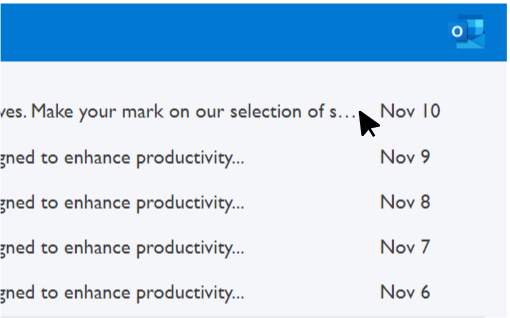 O
ves. Make your mark on our selection of s... Nov 10
gned to enhance productivity... Nov 9
gned to enhance productivity... Nov 8
gned to enhance productivity... Nov 7
gned to enhance productivity... Nov 6